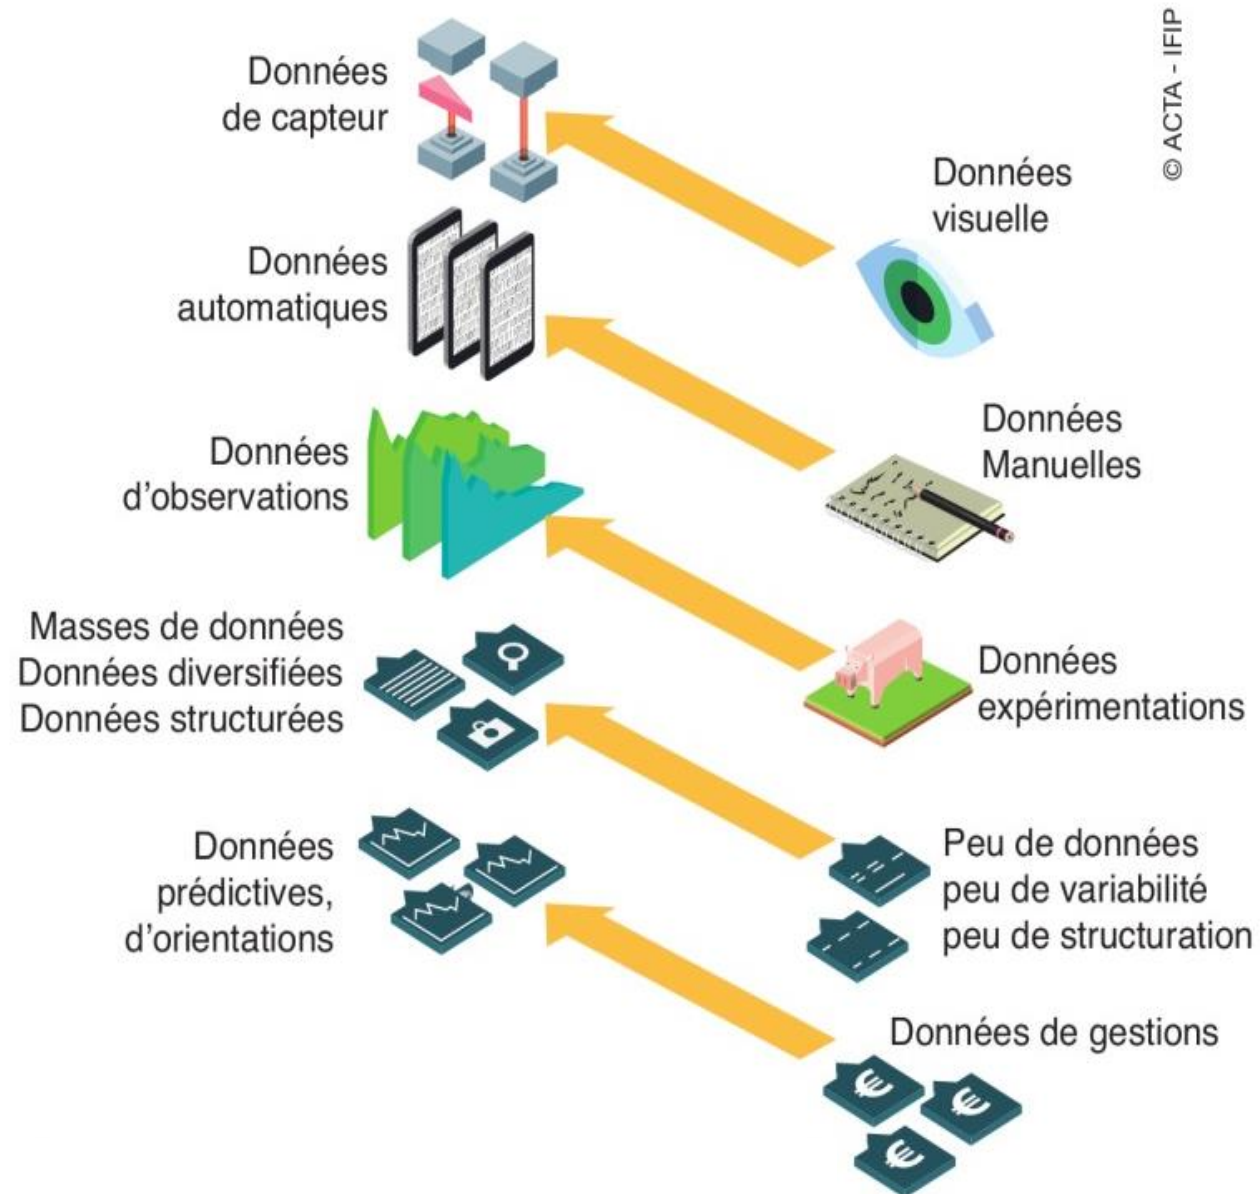 © ACTA - IFIP
Données
de capteur
Données
visuelle
Données
automatiques
Données
Manuelles
Données
d'observations
Données
expérimentations
Masses de données
Données diversifiées
Données structurées
Peu de données
peu de variabilité
peu de structuration
Données
prédictives,
d'orientations
Données de gestions
€
€
€